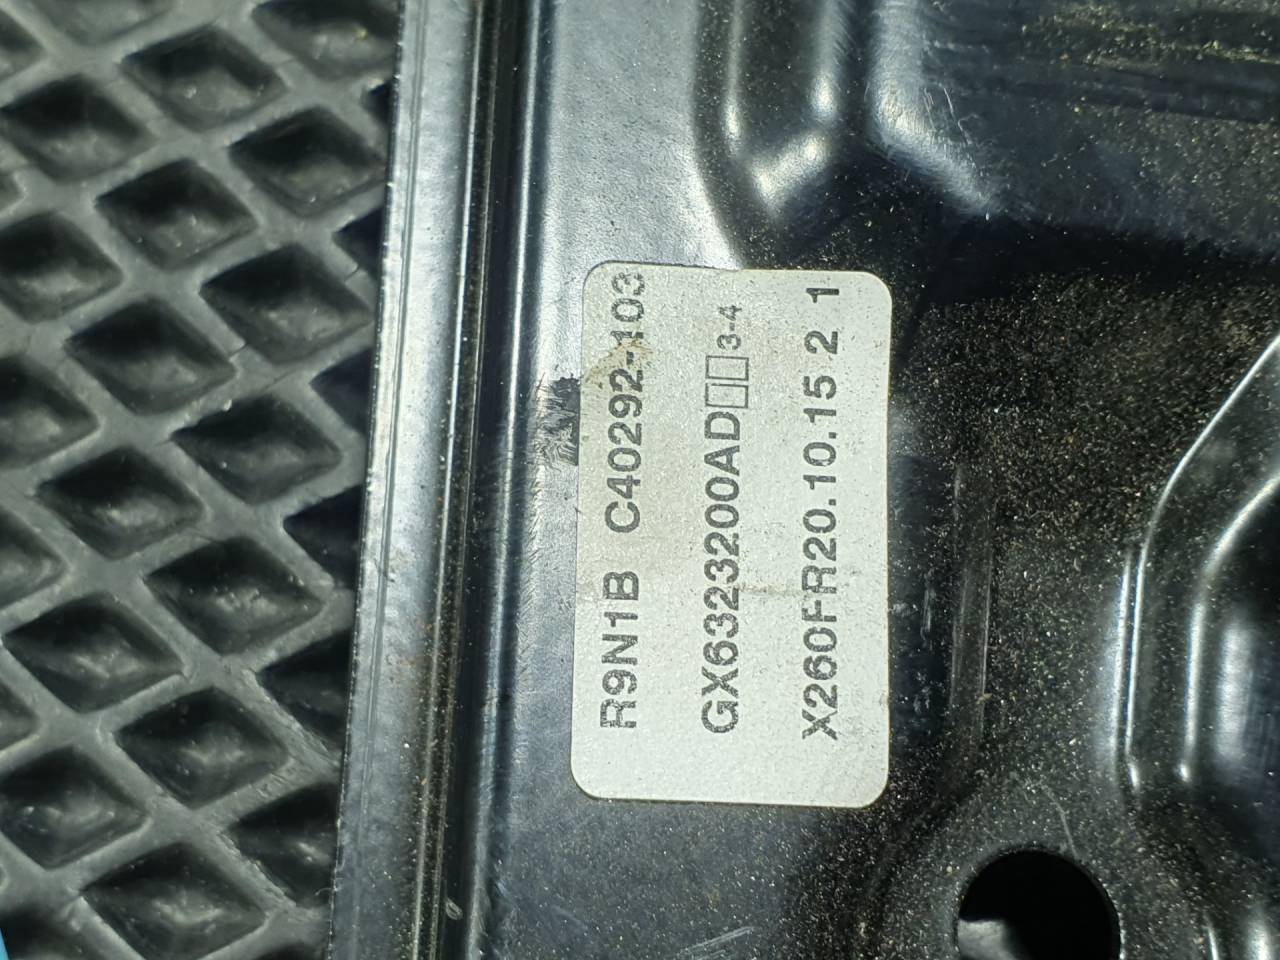 R9N1B C40292-103
GX6323200AD□□3-4
X260FR20.10.15 2 1